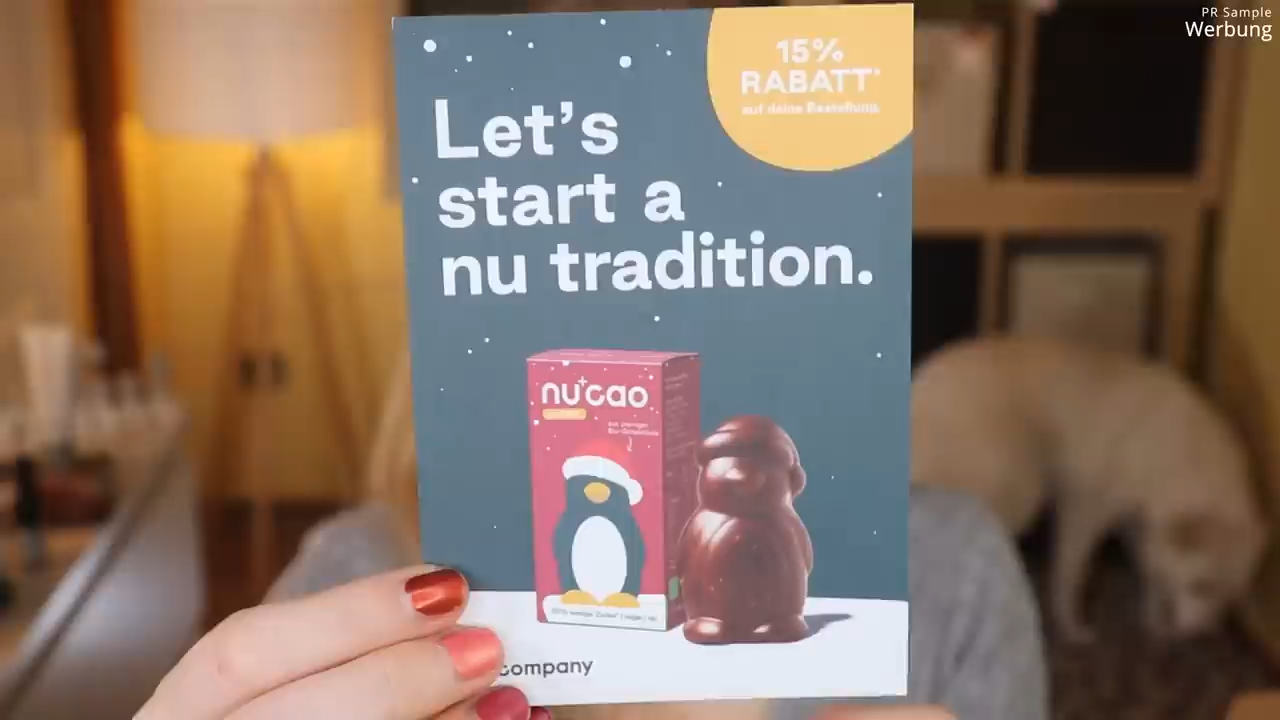 PR Sample
Werbung
15%
RABATT*
auf deine Bestellung.
Let's
start a
nu tradition.
nucao
company